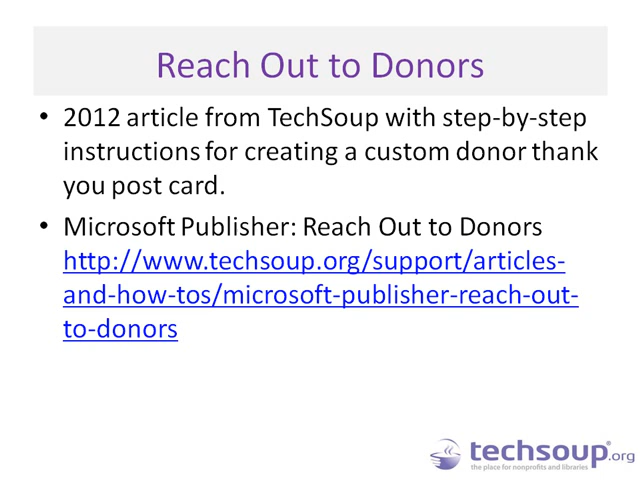 Reach Out to Donors
• 2012 article from TechSoup with step-by-step
instructions for creating a custom donor thank
you post card.
• Microsoft Publisher: Reach Out to Donors
http://www.techsoup.org/support/articles-
and-how-tos/microsoft-publisher-reach-out-
to-donors
techsoup®.org
the place for nonprofits and libraries